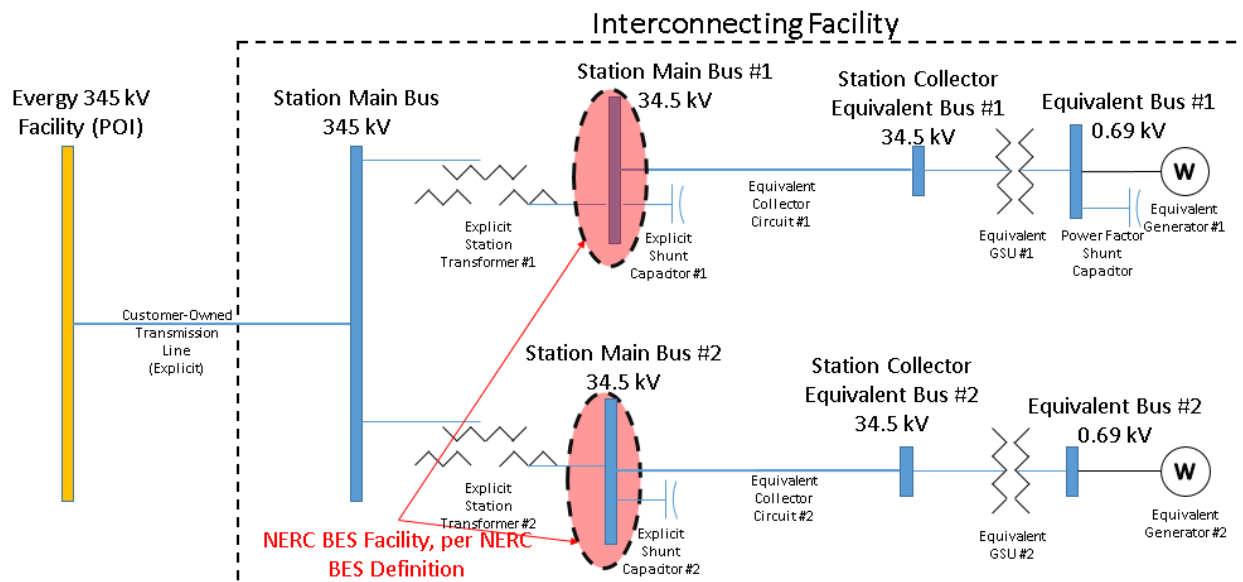 Interconnecting Facility
Evergy 345 kV
Facility (POI)
Station Main Bus
345 kV
Station Main Bus #1
34.5 kV
Station Collector
Equivalent Bus #1
34.5 kV
Equivalent Bus #1
0.69 kV
W
Explicit
Station
Transformer #1
Explicit
Shunt
Capacitor #1
Equivalent
Collector
Circuit #1
Equivalent
GSU #1
Power Factor
Shunt
Capacitor
Equivalent
Generator #1
Customer-Owned
Transmission
Line
(Explicit)
Station Main Bus #2
34.5 kV
Station Collector
Equivalent Bus #2
34.5 kV
Equivalent Bus #2
0.69 kV
W
Explicit
Station
Transformer #2
Explicit
Shunt
Capacitor #2
Equivalent
Collector
Circuit #2
Equivalent
GSU #2
Equivalent
Generator #2
NERC BES Facility, per NERC
BES Definition